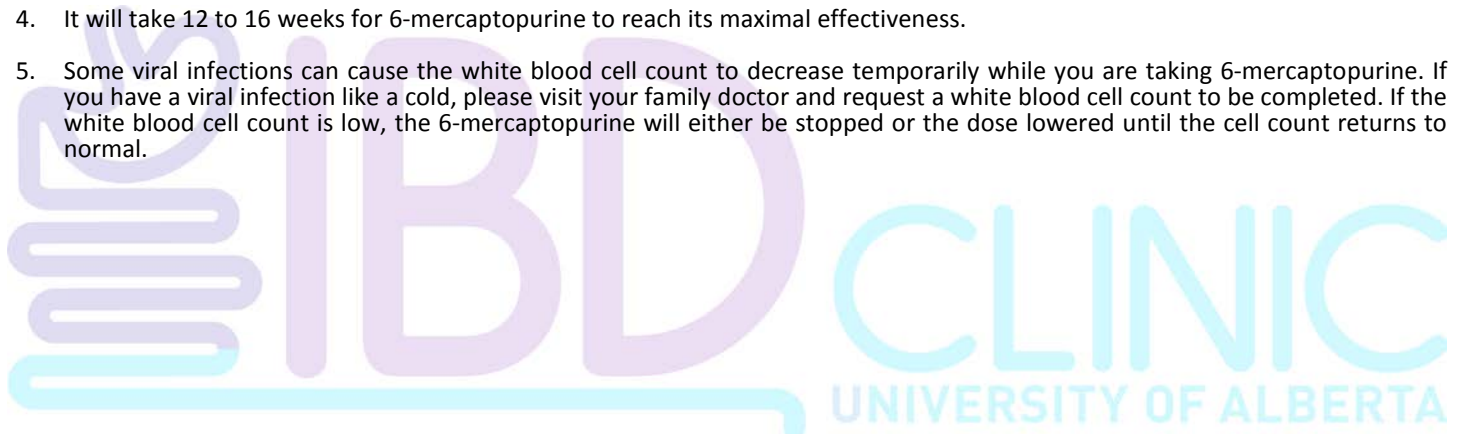 4. It will take 12 to 16 weeks for 6-mercaptopurine to reach its maximal effectiveness.
5. Some viral infections can cause the white blood cell count to decrease temporarily while you are taking 6-mercaptopurine. If
you have a viral infection like a cold, please visit your family doctor and request a white blood cell count to be completed. If the
white blood cell count is low, the 6-mercaptopurine will either be stopped or the dose lowered until the cell count returns to
normal.
IBD
CLINIC
UNIVERSITY OF ALBERTA